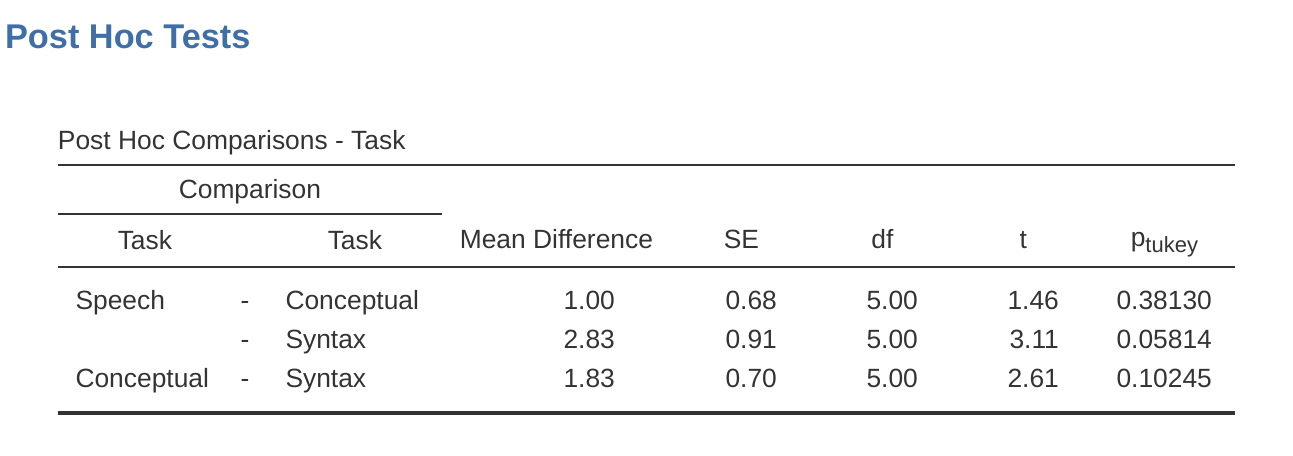 Post Hoc Tests
Post Hoc Comparisons - Task
Comparison
Task Task Mean Difference SE df t ptukey
Speech - Conceptual 1.00 0.68 5.00 1.46 0.38130
- Syntax 2.83 0.91 5.00 3.11 0.05814
Conceptual - Syntax 1.83 0.70 5.00 2.61 0.10245